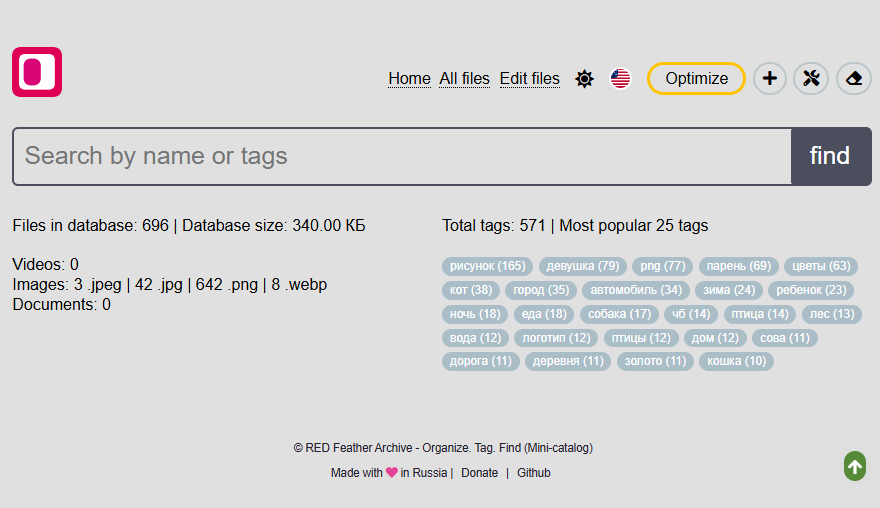 Home All files Edit files Optimize
Search by name or tags find
Files in database: 696 | Database size: 340.00 КБ
Videos: 0
Images: 3 .jpeg | 42 .jpg | 642 .png | 8 .webp
Documents: 0
Total tags: 571 | Most popular 25 tags
рисунок (165) девушка (79) png (77) парень (69) цветы (63)
кот (38) город (35) автомобиль (34) зима (24) ребенок (23)
ночь (18) еда (18) собака (17) чб (14) птица (14) лес (13)
вода (12) логотип (12) птицы (12) дом (12) сова (11)
дорога (11) деревня (11) золото (11) кошка (10)
© RED Feather Archive - Organize. Tag. Find (Mini-catalog)
Made with ❤ in Russia | Donate | Github